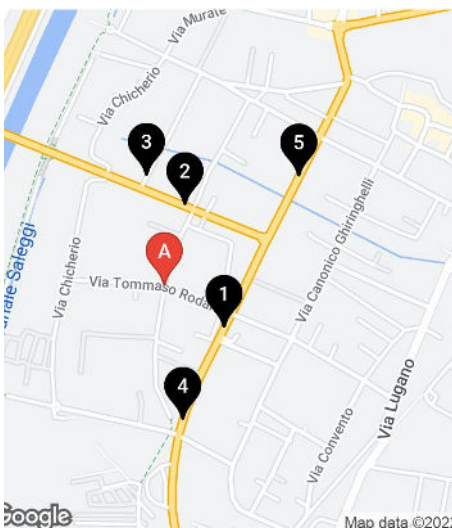 Via Murate
Via Chicherio
3
5
2
Via Canonico Ghiringhelli
A
Via Chicherio
Via Tommaso Rodari
1
4
Via Convento
Via Lugano
Google
Map data ©2022